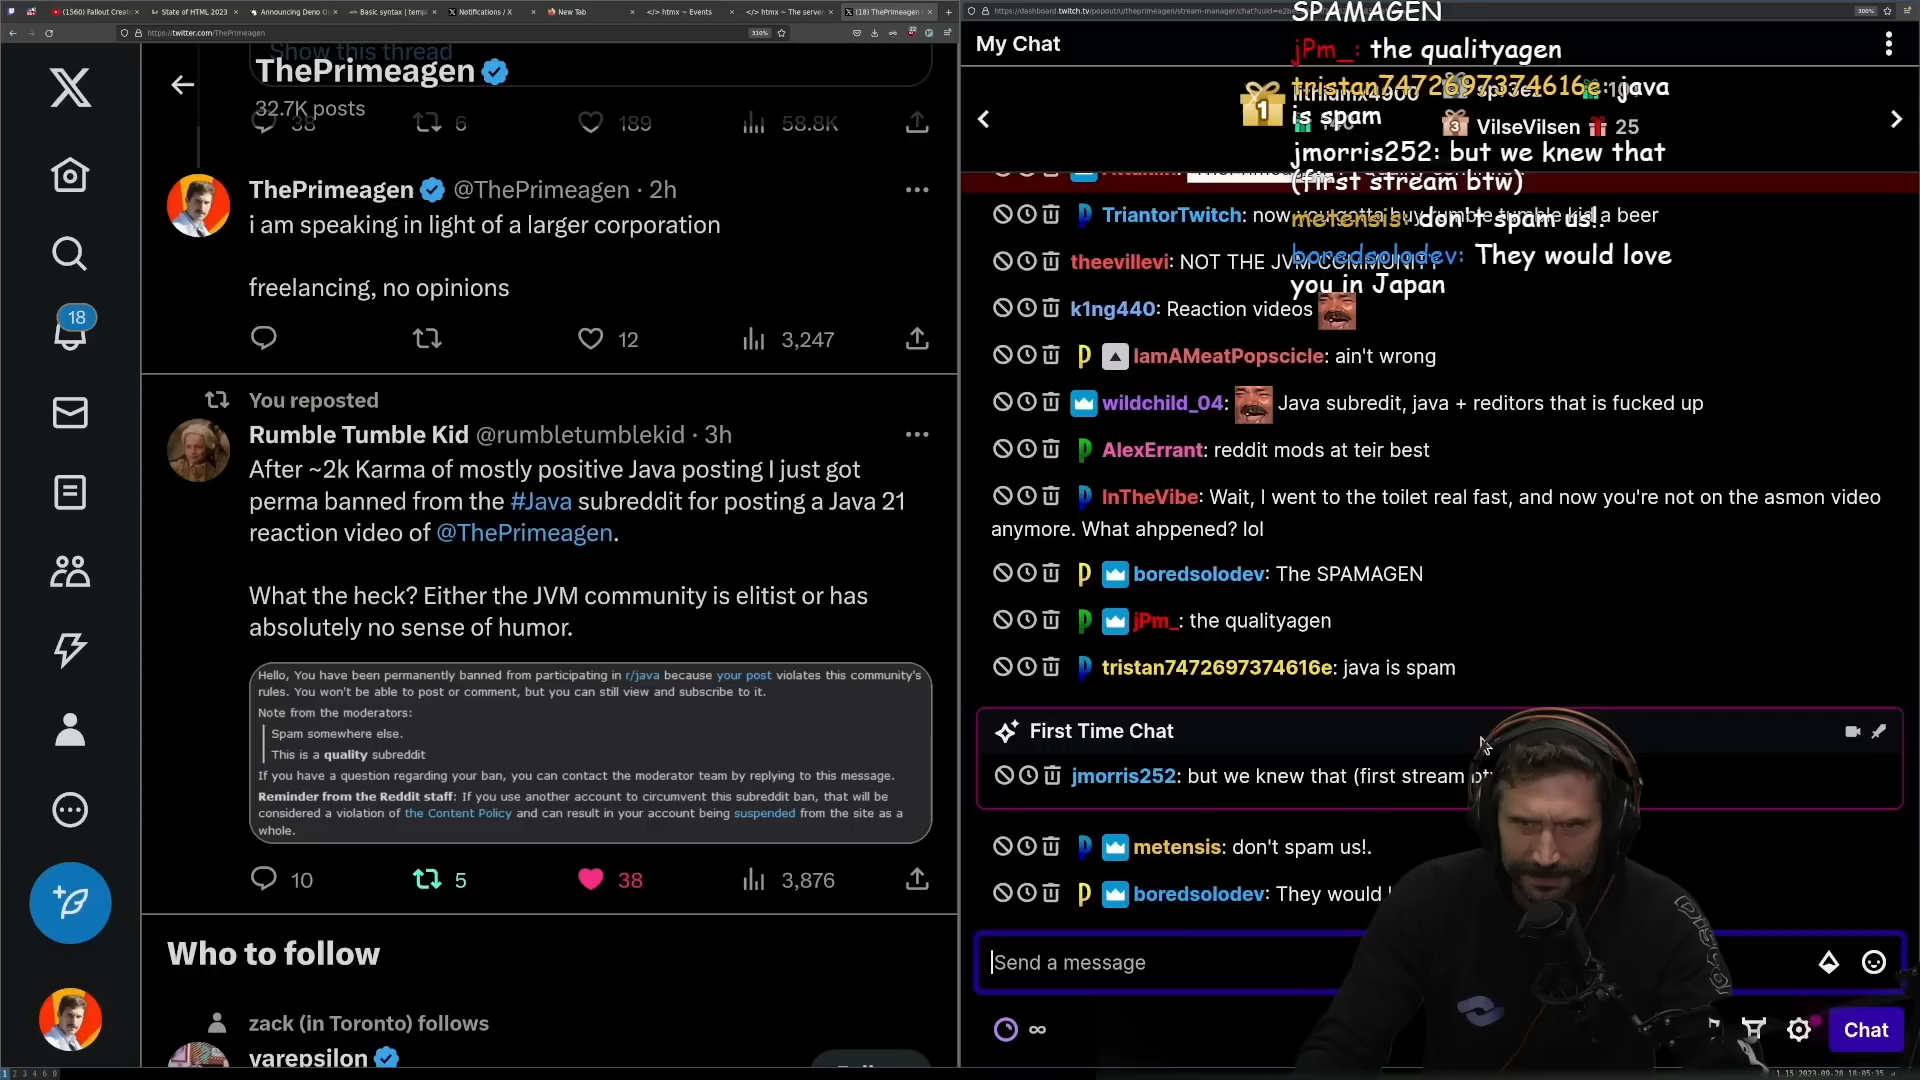 (1560) Fallout Creat
State of HTML 2023
Announcing Deno Q
Basic syntax | temp
Notifications / X
New Tab
</> htmx ~ Events
</> htmx ~ The server
(18) ThePrimeagen
https://twitter.com/ThePrimeagen
310%
Show this thread
ThePrimeagen
32.7K posts
38
6
189
58.8K
ThePrimeagen @ThePrimeagen · 2h
i am speaking in light of a larger corporation
freelancing, no opinions
12
3,247
You reposted
Rumble Tumble Kid @rumbletumblekid · 3h
After ~2k Karma of mostly positive Java posting I just got
perma banned from the #Java subreddit for posting a Java 21
reaction video of @ThePrimeagen.
What the heck? Either the JVM community is elitist or has
absolutely no sense of humor.
Hello, You have been permanently banned from participating in r/java because your post violates this community's
rules. You won't be able to post or comment, but you can still view and subscribe to it.
Note from the moderators:
Spam somewhere else.
This is a quality subreddit
If you have a question regarding your ban, you can contact the moderator team by replying to this message.
Reminder from the Reddit staff: If you use another account to circumvent this subreddit ban, that will be
considered a violation of the Content Policy and can result in your account being suspended from the site as a
whole.
10
5
38
3,876
Who to follow
zack (in Toronto) follows
varepsilon
18
300%
My Chat
SPAMAGEN
jPm_: the qualityagen
tristan7472697374616e: java
is spam
jmorris252: but we knew that
(first stream btw)
metensis: don't spam us!.
boredsolodev: They would love
you in Japan
1
lithiumx4900
3
VilseVilsen 25
TriantorTwitch: now you gotta buy rumble tumble kid a beer
theevillevi: NOT THE JVM COMMUNITY
k1ng440: Reaction videos
IamAMeatPopscicle: ain't wrong
wildchild_04: Java subredit, java + reditors that is fucked up
AlexErrant: reddit mods at teir best
InTheVibe: Wait, I went to the toilet real fast, and now you're not on the asmon video
anymore. What ahppened? lol
boredsolodev: The SPAMAGEN
jPm_: the qualityagen
tristan7472697374616e: java is spam
First Time Chat
jmorris252: but we knew that (first stream bt
metensis: don't spam us!.
boredsolodev: They would
Send a message
Chat
2023-09-28 18:05:35